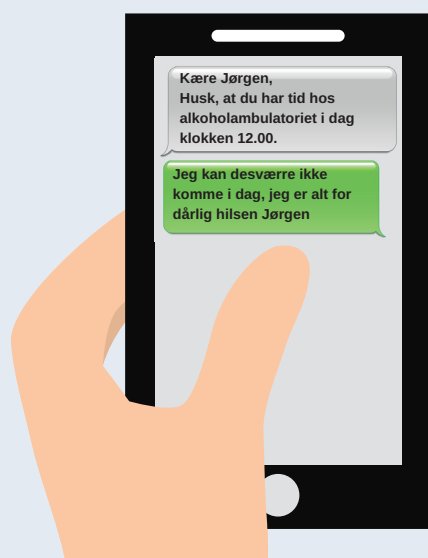 Kære Jørgen,
Husk, at du har tid hos
alkoholambulatoriet i dag
klokken 12.00.
Jeg kan desværre ikke
komme i dag, jeg er alt for
dårlig hilsen Jørgen